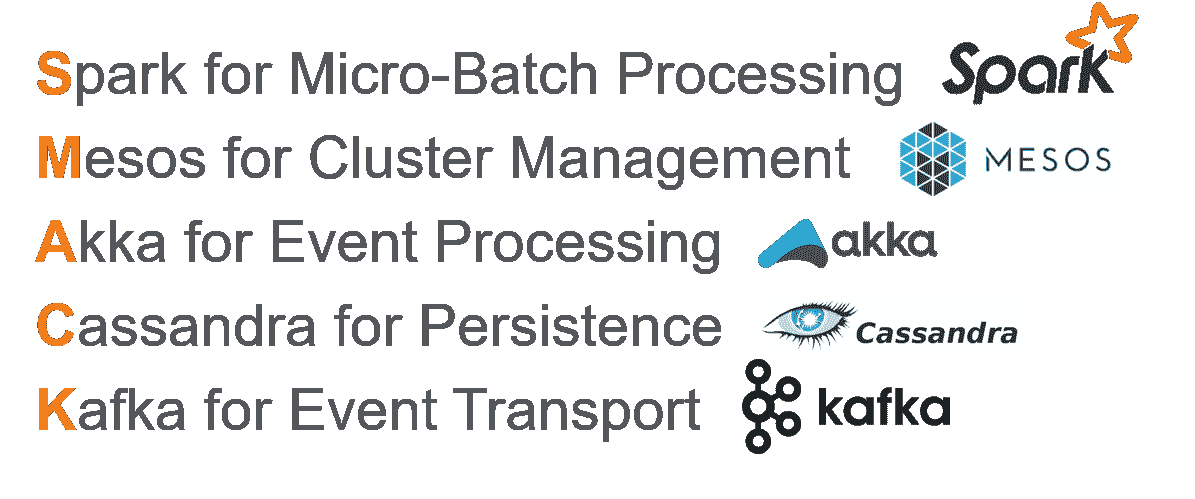 Spark for Micro-Batch Processing Spark
Mesos for Cluster Management MESOS
Akka for Event Processing akka
Cassandra for Persistence Cassandra
Kafka for Event Transport kafka